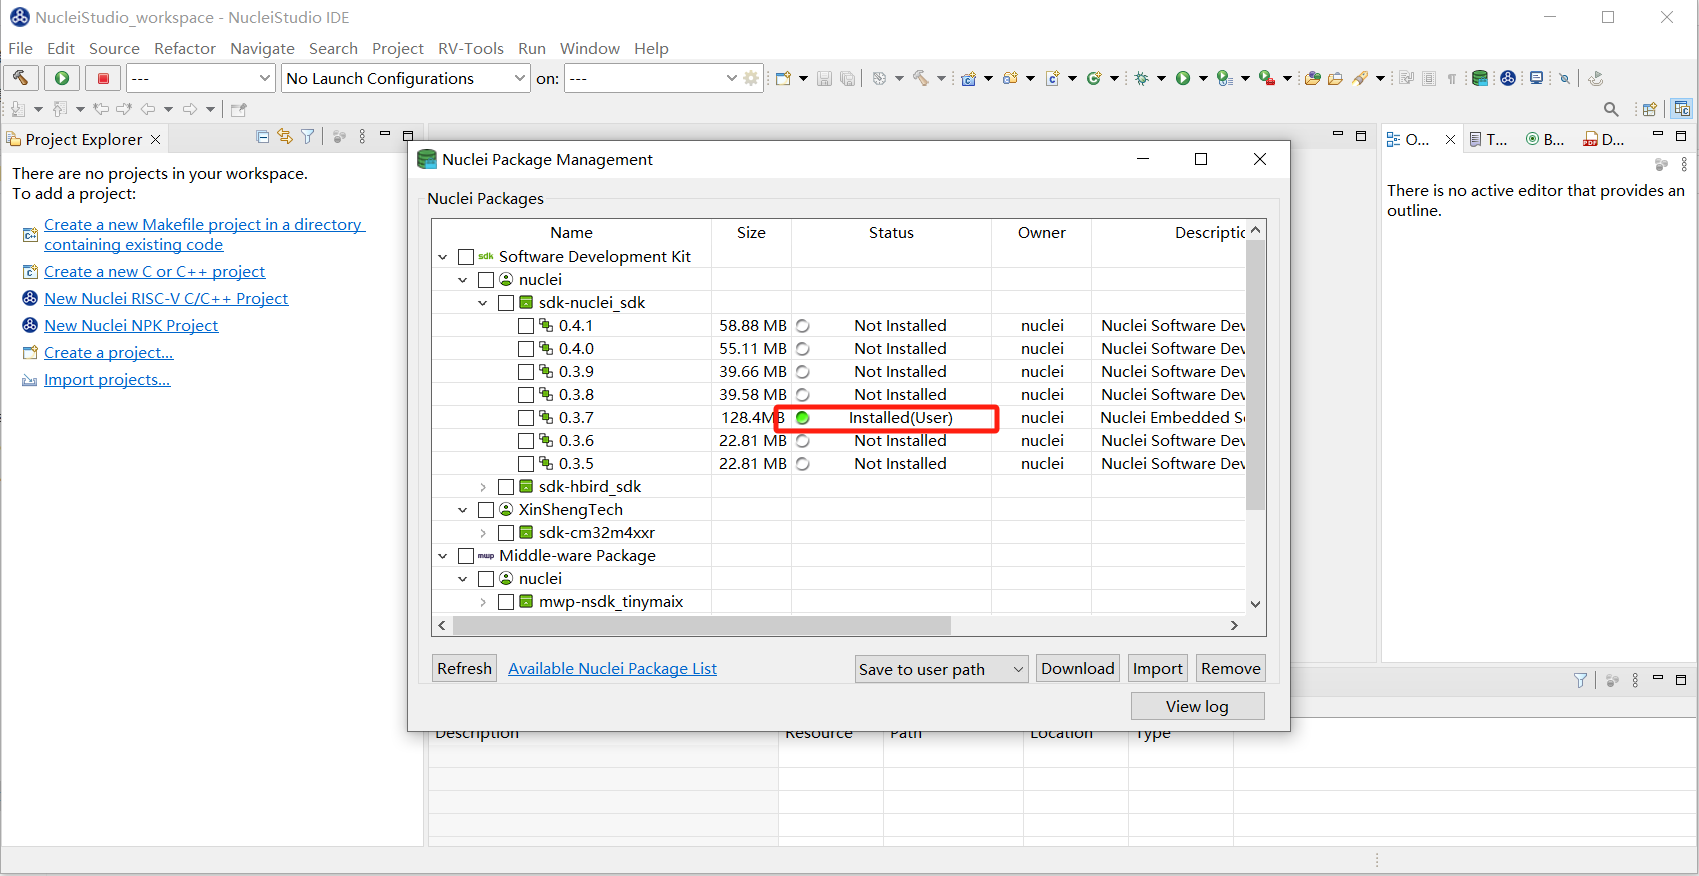 NucleiStudio_workspace - NucleiStudio IDE
File Edit Source Refactor Navigate Search Project RV-Tools Run Window Help
--- No Launch Configurations on: ---
Project Explorer
There are no projects in your workspace.
To add a project:
Create a new Makefile project in a directory
containing existing code
Create a new C or C++ project
New Nuclei RISC-V C/C++ Project
New Nuclei NPK Project
Create a project...
Import projects...
Nuclei Package Management
Nuclei Packages
Name Size Status Owner Descriptic
sdk Software Development Kit
nuclei
sdk-nuclei_sdk
0.4.1 58.88 MB Not Installed nuclei Nuclei Software Dev
0.4.0 55.11 MB Not Installed nuclei Nuclei Software Dev
0.3.9 39.66 MB Not Installed nuclei Nuclei Software Dev
0.3.8 39.58 MB Not Installed nuclei Nuclei Software Dev
0.3.7 128.4MB Installed(User) nuclei Nuclei Embedded S
0.3.6 22.81 MB Not Installed nuclei Nuclei Software Dev
0.3.5 22.81 MB Not Installed nuclei Nuclei Software Dev
sdk-hbird_sdk
XinShengTech
sdk-cm32m4xxr
mwp Middle-ware Package
nuclei
mwp-nsdk_tinymaix
Refresh Available Nuclei Package List Save to user path Download Import Remove
View log
O... T... B... PDF D...
There is no active editor that provides an
outline.
Description Resource Path Location Type